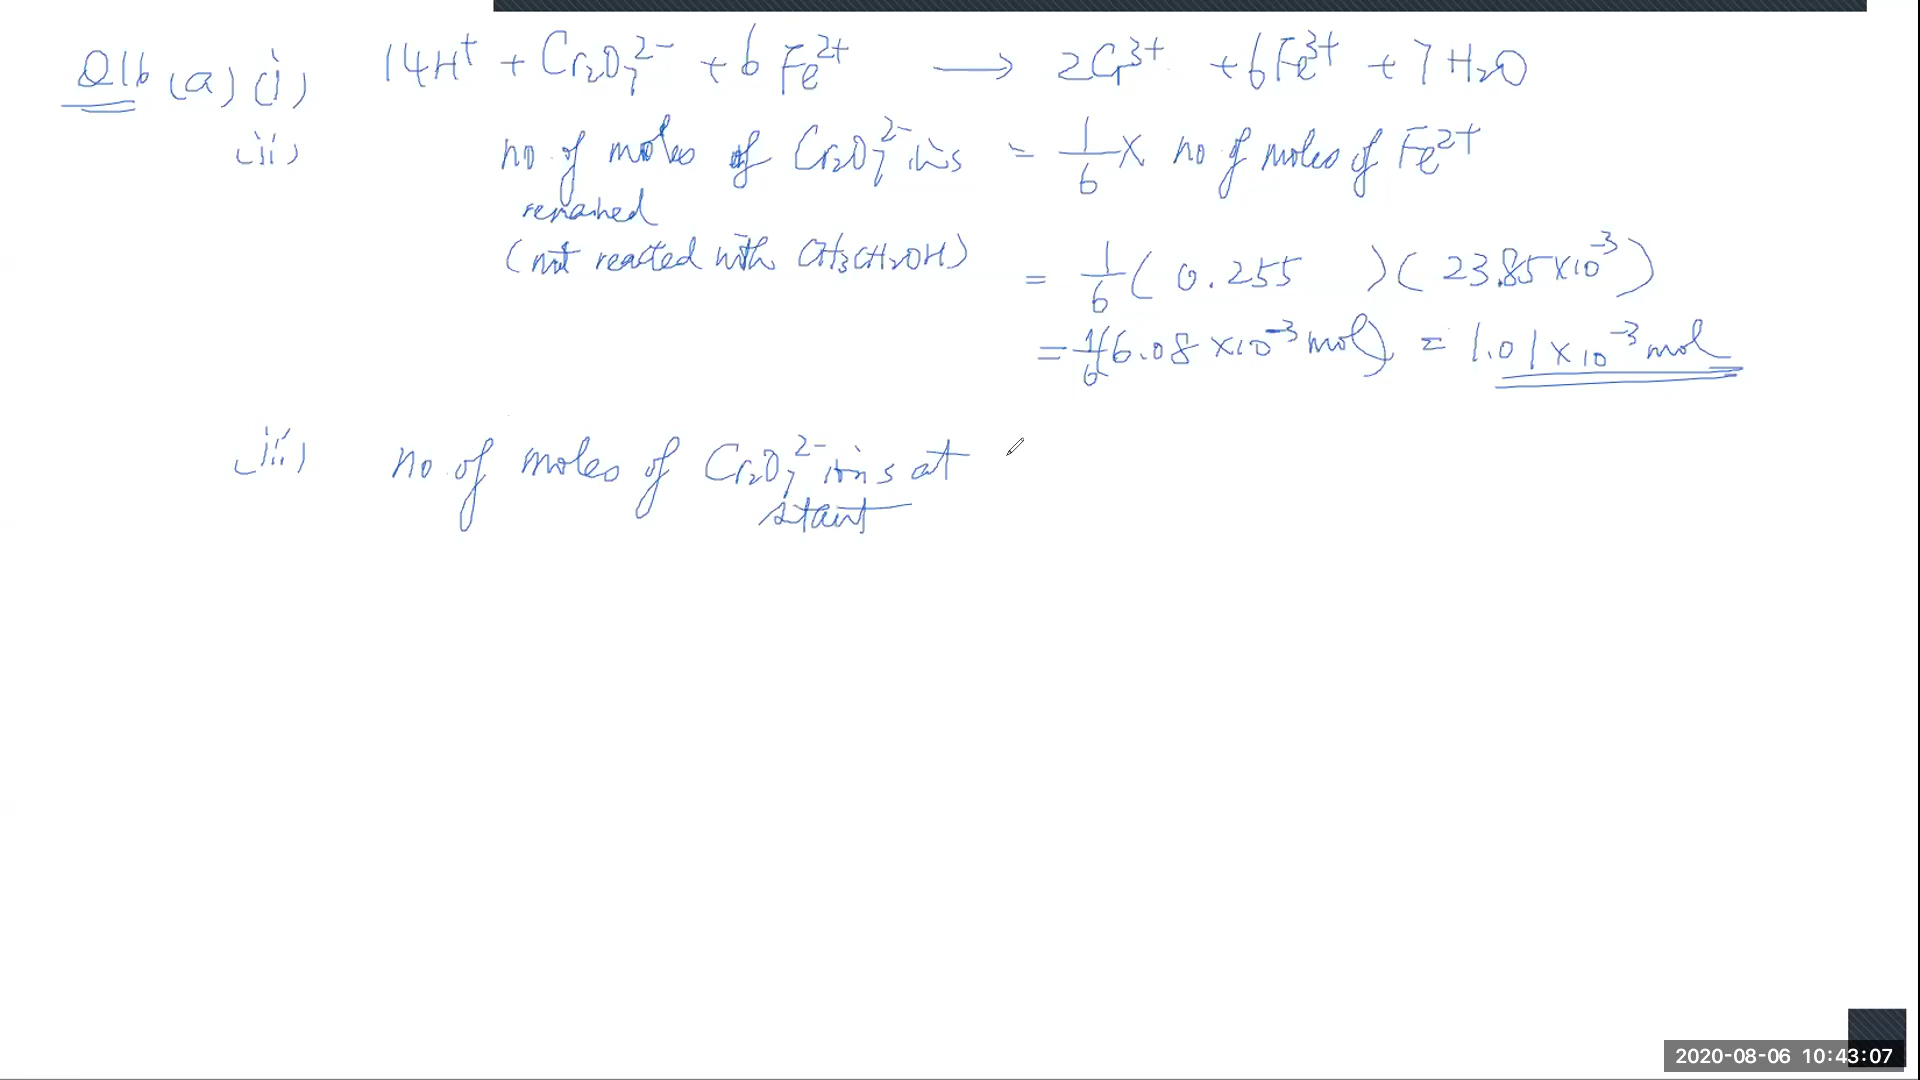 Q16 (a) (i) 14H⁺ + Cr₂O₇²⁻ + 6 Fe²⁺ ⟶ 2Cr³⁺ + 6Fe³⁺ + 7H₂O
(ii) no. of moles of Cr₂O₇²⁻ ions = 1/6 × no of moles of Fe²⁺
remained
(not reacted with CH₃CH₂OH)
= 1/6 ( 0.255 ) ( 23.85×10⁻³ )
= 1/6 (6.08 ×10⁻³ mol) = 1.01 × 10⁻³ mol
(iii) no. of moles of Cr₂O₇²⁻ ions at
start
2020-08-06 10:43:07